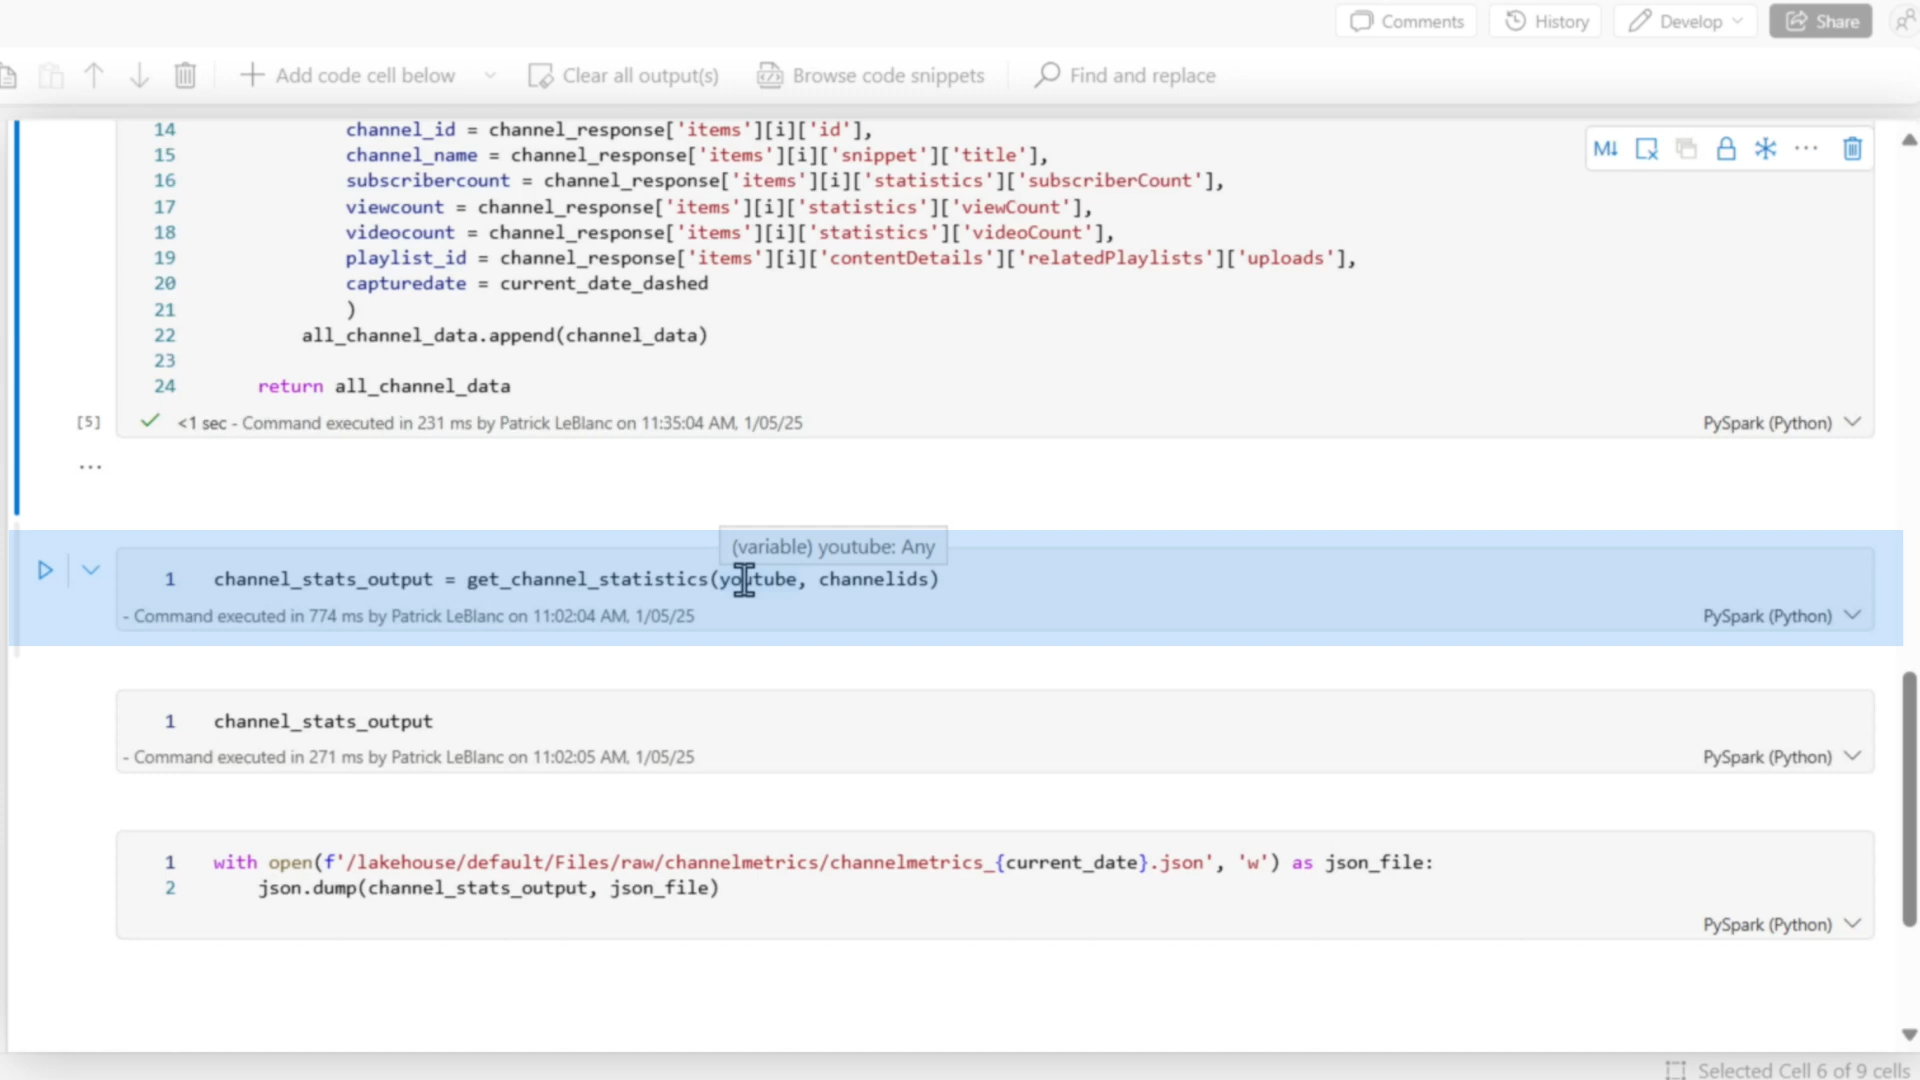 Comments History Develop Share
Add code cell below Clear all output(s) Browse code snippets Find and replace
14 channel_id = channel_response['items'][i]['id'],
15 channel_name = channel_response['items'][i]['snippet']['title'],
16 subscribercount = channel_response['items'][i]['statistics']['subscriberCount'],
17 viewcount = channel_response['items'][i]['statistics']['viewCount'],
18 videocount = channel_response['items'][i]['statistics']['videoCount'],
19 playlist_id = channel_response['items'][i]['contentDetails']['relatedPlaylists']['uploads'],
20 capturedate = current_date_dashed
21 )
22 all_channel_data.append(channel_data)
23
24 return all_channel_data
[5] <1 sec - Command executed in 231 ms by Patrick LeBlanc on 11:35:04 AM, 1/05/25 PySpark (Python)
...
(variable) youtube: Any
1 channel_stats_output = get_channel_statistics(youtube, channelids)
- Command executed in 774 ms by Patrick LeBlanc on 11:02:04 AM, 1/05/25 PySpark (Python)
1 channel_stats_output
- Command executed in 271 ms by Patrick LeBlanc on 11:02:05 AM, 1/05/25 PySpark (Python)
1 with open(f'/lakehouse/default/Files/raw/channelmetrics/channelmetrics_{current_date}.json', 'w') as json_file:
2 json.dump(channel_stats_output, json_file)
PySpark (Python)
Selected Cell 6 of 9 cells